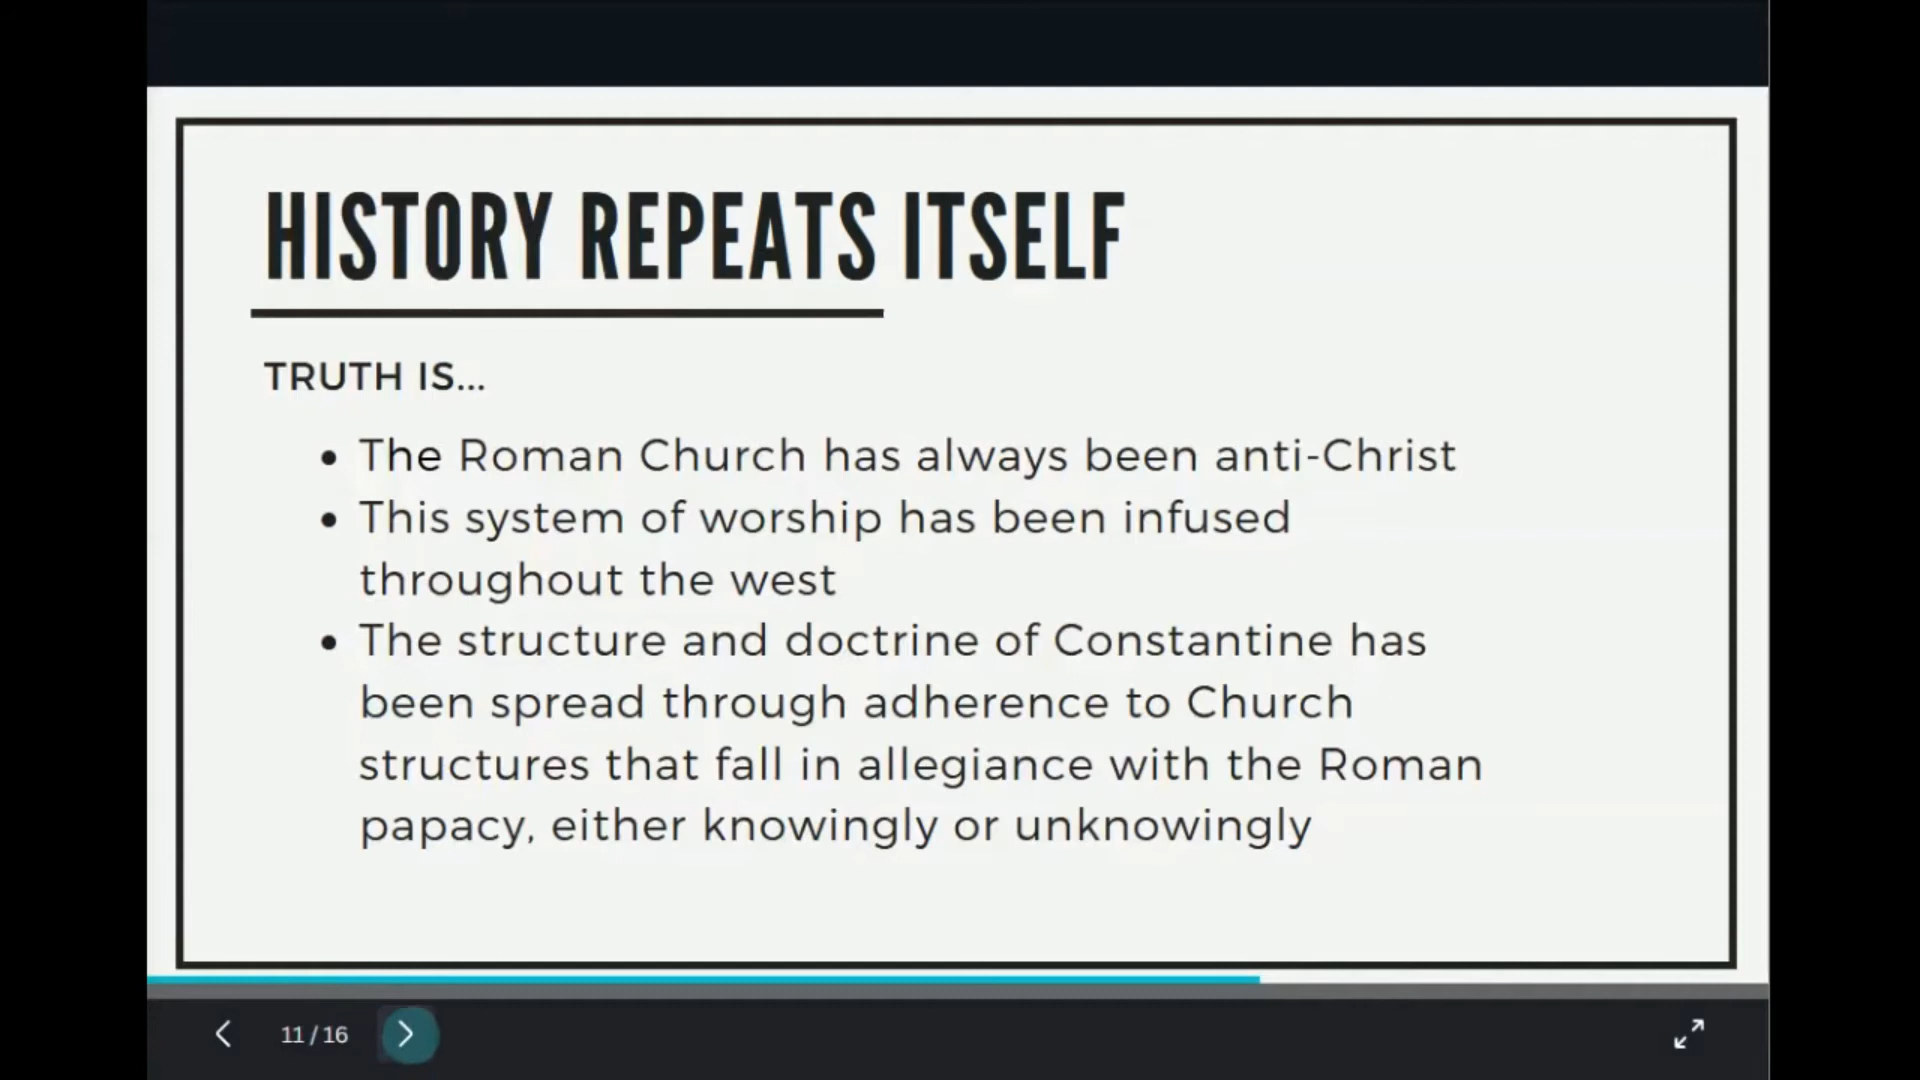 HISTORY REPEATS ITSELF
TRUTH IS...
• The Roman Church has always been anti-Christ
• This system of worship has been infused
throughout the west
• The structure and doctrine of Constantine has
been spread through adherence to Church
structures that fall in allegiance with the Roman
papacy, either knowingly or unknowingly
11 / 16